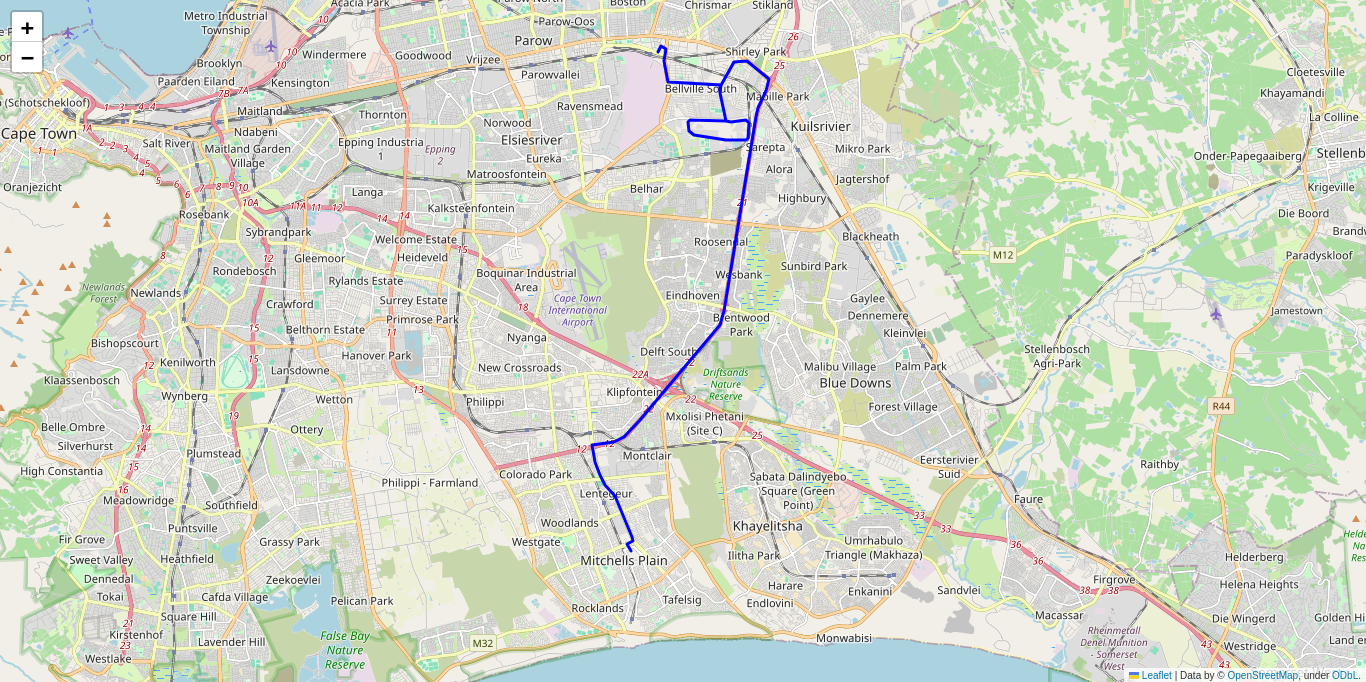 +
−
Acacia Park
Boston
Chrismar
Stikland
Metro Industrial
Township
Parow-Oos
Parow
Shirley Park
Windermere
Goodwood
Vrijzee
Brooklyn
Paarden Eiland
Kensington
Parowvallei
Bellville South
Mabille Park
Cloetesville
Khayamandi
(Schotschekloof)
Cape Town
Maitland
Thornton
Ravensmead
Norwood
Elsiesrivier
Kuilsrivier
La Colline
Salt River
Ndabeni
Maitland Garden
Village
Epping Industria
1
Epping
2
Eureka
Sarepta
Mikro Park
Onder-Papegaaiberg
Oranjezicht
Matroosfontein
Alora
Jagtershof
Krigeville
Langa
Belhar
Highbury
Rosebank
Kalksteenfontein
Die Boord
Sybrandpark
Welcome Estate
Roosendal
Blackheath
Gleemoor
Heideveld
M12
Paradyskloof
Rondebosch
Boquinar Industrial
Area
Wesbank
Sunbird Park
Newlands
Forest
Newlands
Rylands Estate
Crawford
Surrey Estate
Cape Town
International
Airport
Eindhoven
Gaylee
Dennemere
Jamestown
Primrose Park
Brentwood
Park
Belthorn Estate
Bishopscourt
Nyanga
Kleinvlei
Hanover Park
Delft South
Stellenbosch
Agri-Park
Kenilworth
Lansdowne
New Crossroads
Malibu Village
Palm Park
Klaassenbosch
Driftsands
Nature
Reserve
Blue Downs
Wynberg
Wetton
Philippi
Klipfontein
Forest Village
R44
Belle Ombre
Ottery
Mxolisi Phetani
(Site C)
Silverhurst
Plumstead
Montclair
High Constantia
Colorado Park
Eersterivier
Suid
Raithby
Philippi - Farmland
Sabata Dalindyebo
Square (Green
Point)
Meadowridge
Southfield
Lentegeur
Faure
Puntsville
Woodlands
Khayelitsha
Fir Grove
Grassy Park
Westgate
Umrhabulo
Triangle (Makhaza)
Sweet Valley
Heathfield
Mitchells Plain
Ilitha Park
Helderberg
Dennedal
Zeekoevlei
Harare
Enkanini
Firgrove
Helena Heights
Tokai
Cafda Village
Pelican Park
Tafelsig
Endlovini
Sandvlei
Square Hill
Rocklands
Macassar
Die Wingerd
Kirstenhof
Lavender Hill
False Bay
Nature
Reserve
M32
Monwabisi
Rheinmetall
Denel Munition
- Somerset
West
Westridge
Westlake
Leaflet | Data by © OpenStreetMap, under ODbL.